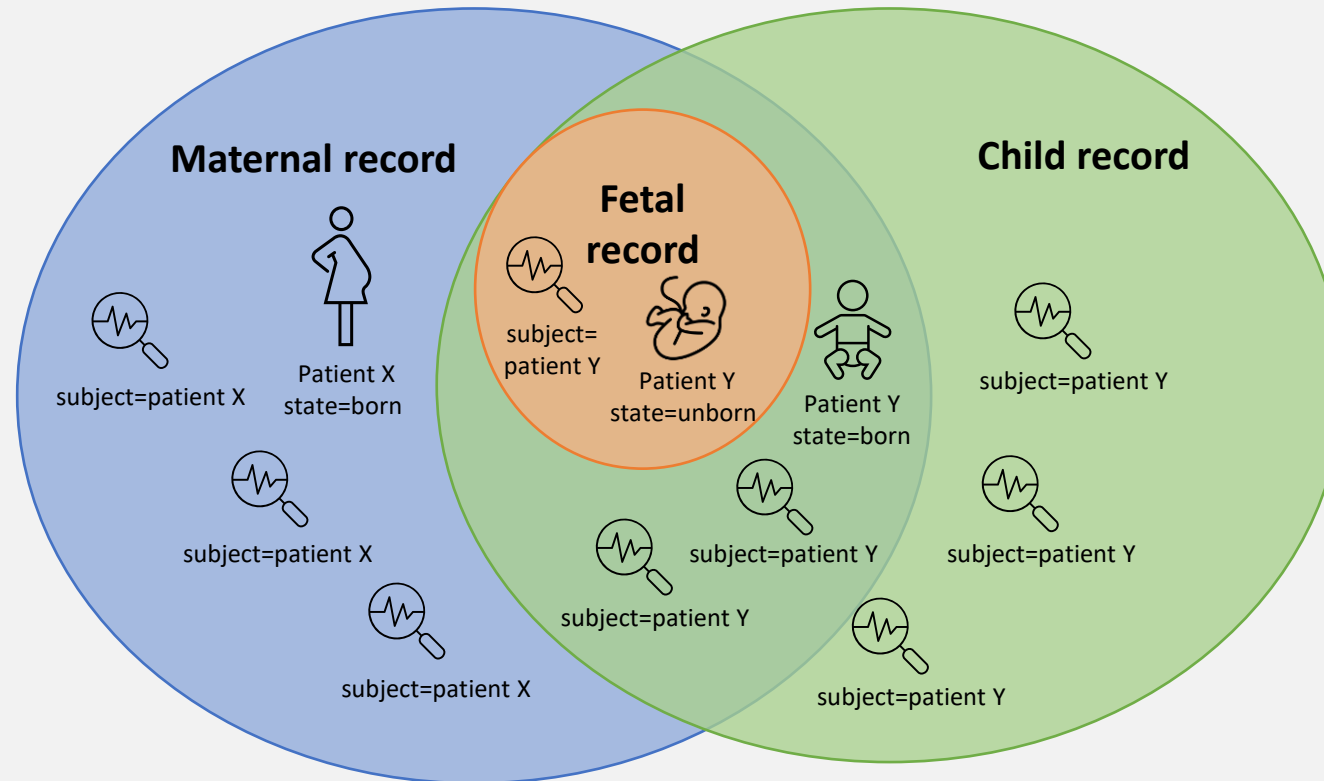 Maternal record
Child record
Fetal
record
subject=
patient Y
Patient X
state=born
subject=patient X
Patient Y
state=unborn
Patient Y
state=born
subject=patient Y
subject=patient X
subject=patient Y
subject=patient Y
subject=patient Y
subject=patient X
subject=patient Y